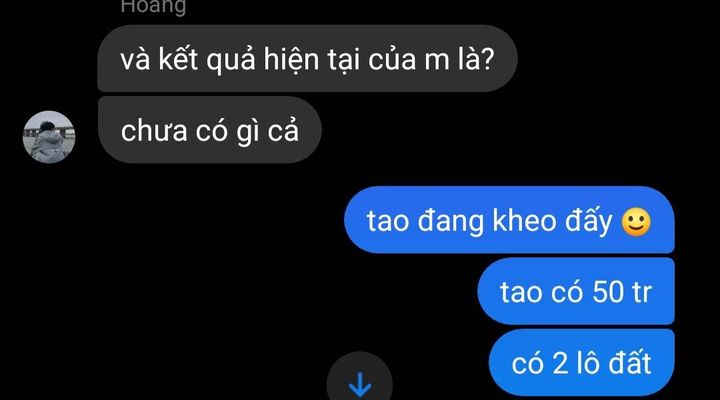 Hoàng
và kết quả hiện tại của m là?
chưa có gì cả
tao đang kheo đấy 🙂
tao có 50 tr
có 2 lô đất